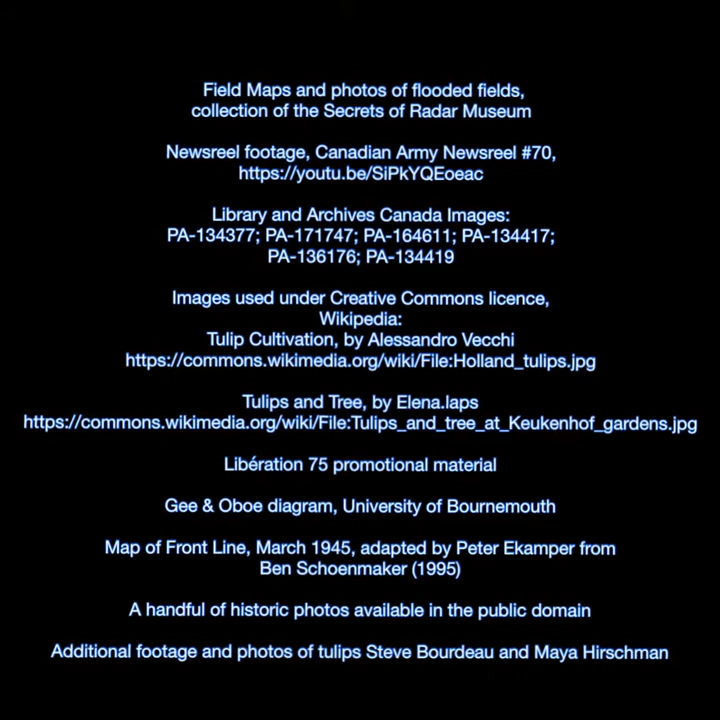 Field Maps and photos of flooded fields,
collection of the Secrets of Radar Museum
Newsreel footage, Canadian Army Newsreel #70,
https://youtu.be/SiPkYQEoeac
Library and Archives Canada Images:
PA-134377; PA-171747; PA-164611; PA-134417;
PA-136176; PA-134419
Images used under Creative Commons licence,
Wikipedia:
Tulip Cultivation, by Alessandro Vecchi
https://commons.wikimedia.org/wiki/File:Holland_tulips.jpg
Tulips and Tree, by Elena.laps
https://commons.wikimedia.org/wiki/File:Tulips_and_tree_at_Keukenhof_gardens.jpg
Libération 75 promotional material
Gee & Oboe diagram, University of Bournemouth
Map of Front Line, March 1945, adapted by Peter Ekamper from
Ben Schoenmaker (1995)
A handful of historic photos available in the public domain
Additional footage and photos of tulips Steve Bourdeau and Maya Hirschman